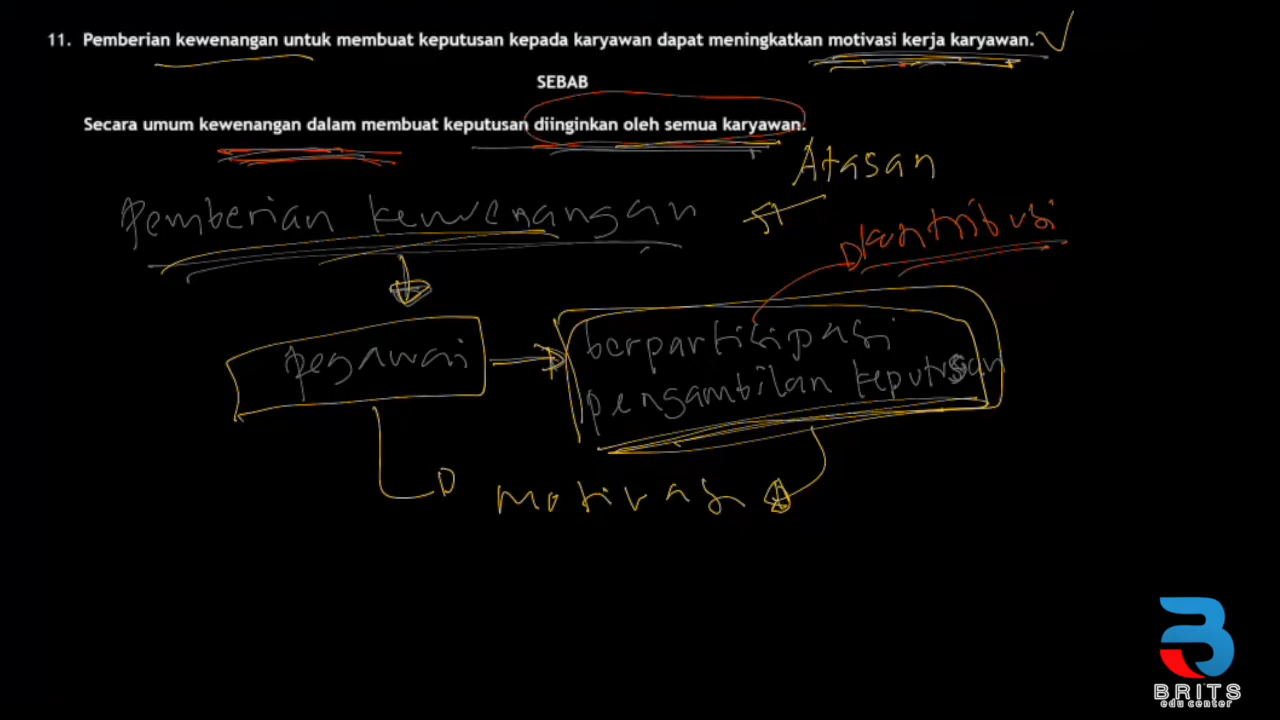 11. Pemberian kewenangan untuk membuat keputusan kepada karyawan dapat meningkatkan motivasi kerja karyawan.
SEBAB
Secara umum kewenangan dalam membuat keputusan diinginkan oleh semua karyawan.
Atasan
Pemberian kewenangan
kontribusi
pegawai
berpartisipasi
pengambilan keputusan
motivasi
BRITS
edu center